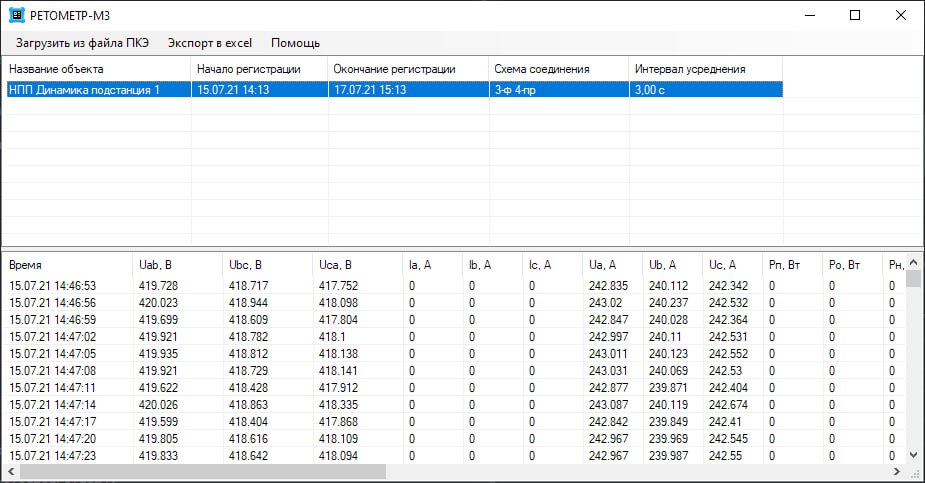 РЕТОМЕТР-М3
Загрузить из файла ПКЭ Экспорт в excel Помощь
Название объекта Начало регистрации Окончание регистрации Схема соединения Интервал усреднения
НПП Динамика подстанция 1 15.07.21 14:13 17.07.21 15:13 3-ф 4-пр 3,00 с
Время Uab, В Ubc, В Uca, В Ia, А Ib, А Ic, А Ua, А Ub, А Uc, А Pп, Вт Po, Вт Pн,
15.07.21 14:46:53 419.728 418.717 417.752 0 0 0 242.835 240.112 242.342 0 0 0
15.07.21 14:46:56 420.023 418.944 418.098 0 0 0 243.02 240.237 242.532 0 0 0
15.07.21 14:46:59 419.699 418.609 417.804 0 0 0 242.847 240.028 242.364 0 0 0
15.07.21 14:47:02 419.921 418.782 418.1 0 0 0 242.997 240.11 242.531 0 0 0
15.07.21 14:47:05 419.935 418.812 418.138 0 0 0 243.011 240.123 242.552 0 0 0
15.07.21 14:47:08 419.921 418.729 418.141 0 0 0 243.031 240.069 242.53 0 0 0
15.07.21 14:47:11 419.622 418.428 417.912 0 0 0 242.877 239.871 242.404 0 0 0
15.07.21 14:47:14 420.026 418.863 418.335 0 0 0 243.087 240.119 242.674 0 0 0
15.07.21 14:47:17 419.599 418.404 417.868 0 0 0 242.842 239.849 242.41 0 0 0
15.07.21 14:47:20 419.805 418.616 418.109 0 0 0 242.967 239.969 242.545 0 0 0
15.07.21 14:47:23 419.833 418.642 418.094 0 0 0 242.967 239.987 242.55 0 0 0